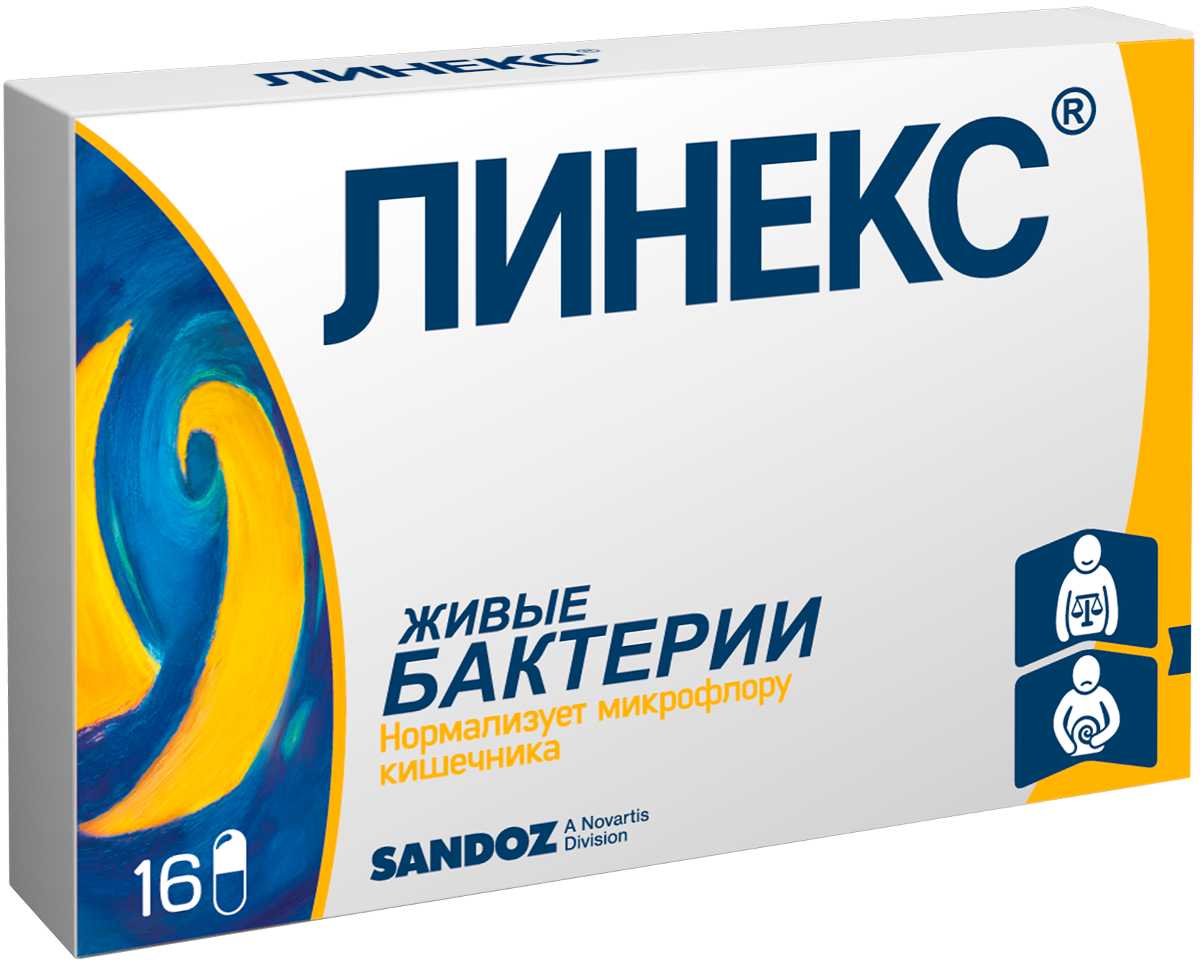 ЛИНЕКС®
ЛИНЕКС®
ЖИВЫЕ
БАКТЕРИИ
Нормализует микрофлору
кишечника
SANDOZ A Novartis
Division
16